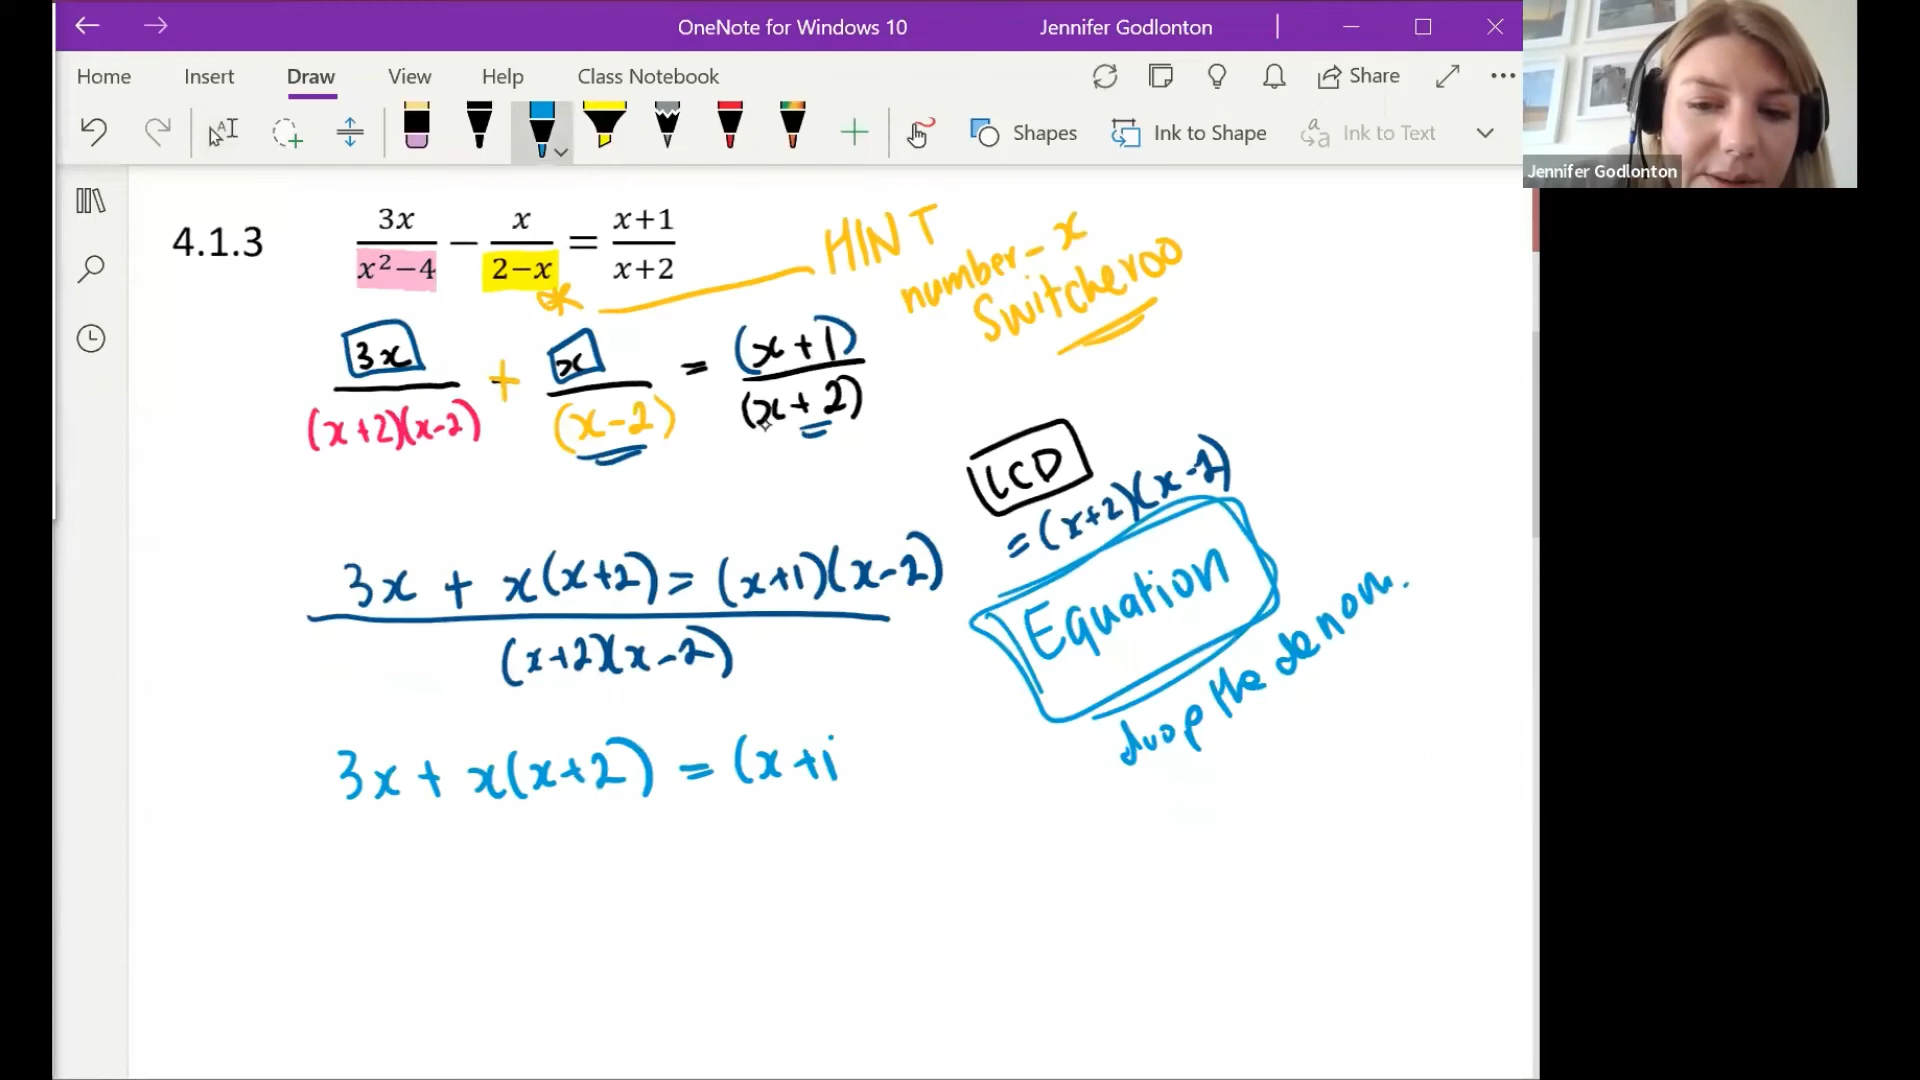 OneNote for Windows 10
Jennifer Godlonton
Home Insert Draw View Help Class Notebook
Share
Shapes Ink to Shape Ink to Text
Jennifer Godlonton
4.1.3 3x/x²−4 − x/2−x = x+1/x+2
HINT
number - x
Switcheroo
3x/(x+2)(x-2) + x/(x-2) = (x+1)/(x+2)
LCD
= (x+2)(x-2)
3x + x(x+2) = (x+1)(x-2)
(x+2)(x-2)
Equation
drop the denom.
3x + x(x+2) = (x+1